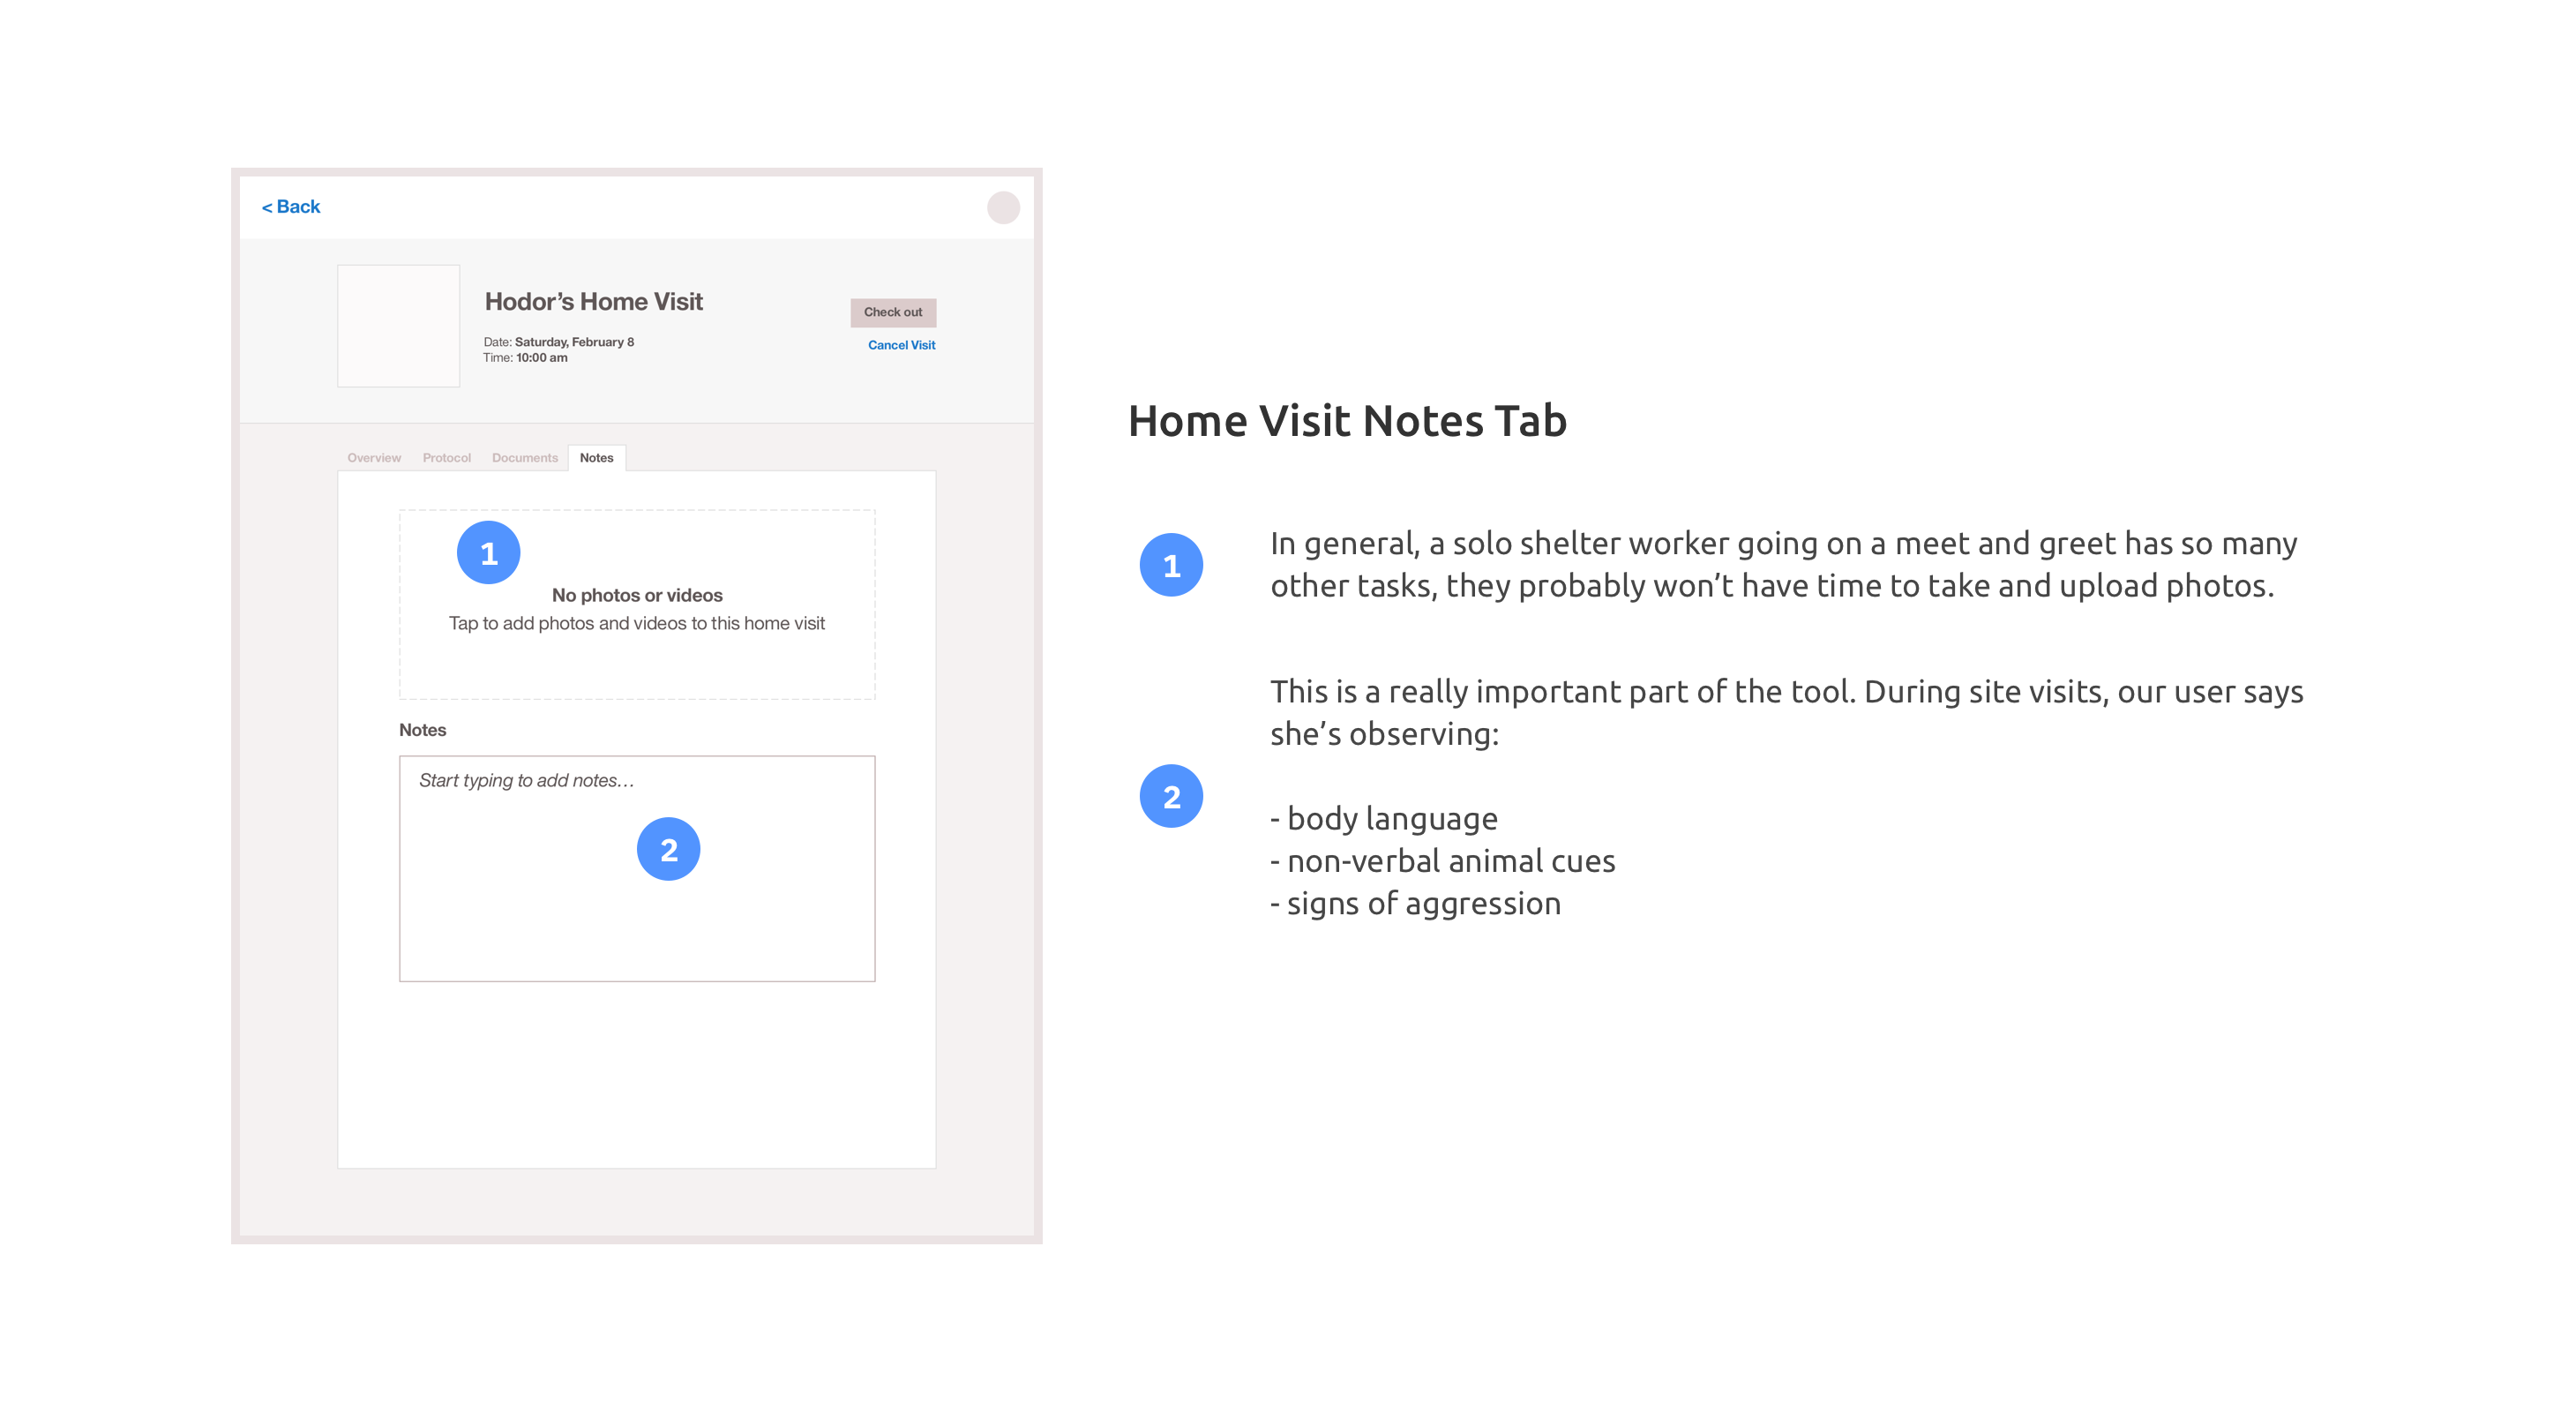 < Back
Hodor’s Home Visit
Date: Saturday, February 8
Time: 10:00 am
Check out
Cancel Visit
Overview Protocol Documents Notes
1
No photos or videos
Tap to add photos and videos to this home visit
Notes
Start typing to add notes…
2
Home Visit Notes Tab
1
In general, a solo shelter worker going on a meet and greet has so many
other tasks, they probably won’t have time to take and upload photos.
2
This is a really important part of the tool. During site visits, our user says
she’s observing:
- body language
- non-verbal animal cues
- signs of aggression